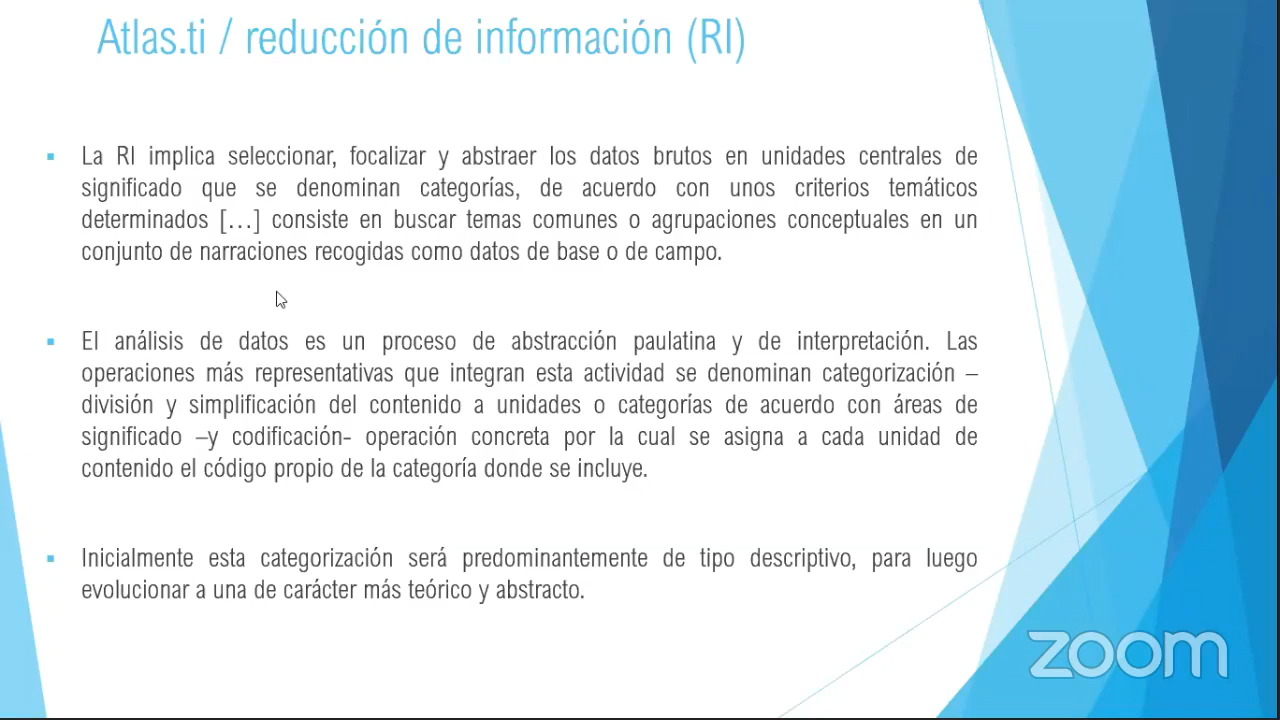 Atlas.ti / reducción de información (RI)
▪ La RI implica seleccionar, focalizar y abstraer los datos brutos en unidades centrales de
significado que se denominan categorías, de acuerdo con unos criterios temáticos
determinados […] consiste en buscar temas comunes o agrupaciones conceptuales en un
conjunto de narraciones recogidas como datos de base o de campo.
▪ El análisis de datos es un proceso de abstracción paulatina y de interpretación. Las
operaciones más representativas que integran esta actividad se denominan categorización –
división y simplificación del contenido a unidades o categorías de acuerdo con áreas de
significado –y codificación- operación concreta por la cual se asigna a cada unidad de
contenido el código propio de la categoría donde se incluye.
▪ Inicialmente esta categorización será predominantemente de tipo descriptivo, para luego
evolucionar a una de carácter más teórico y abstracto.
zoom